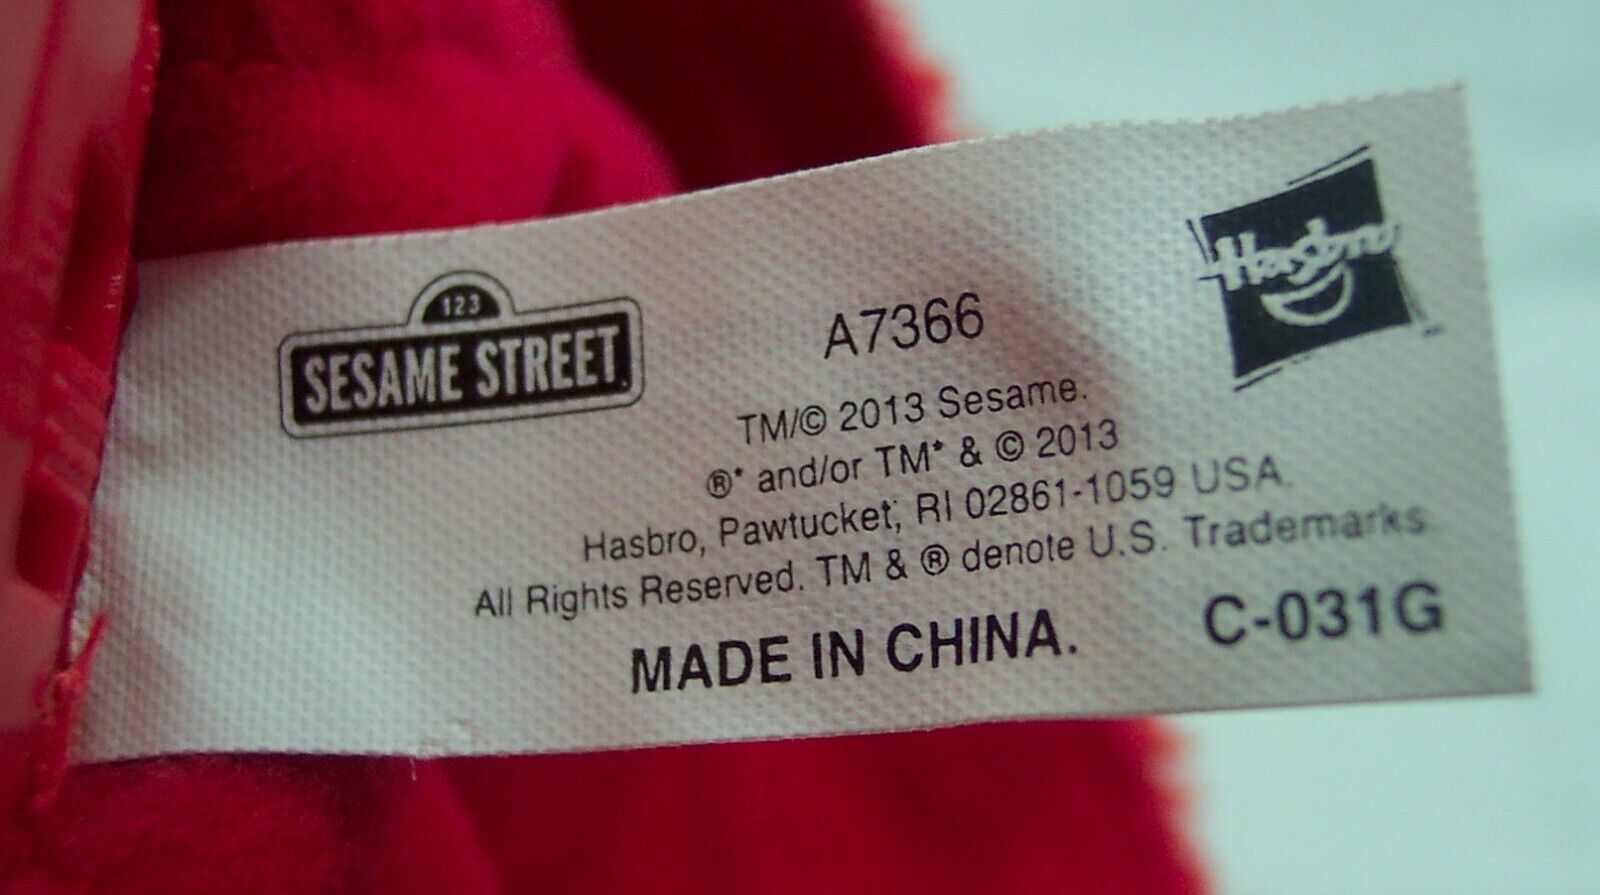 123
SESAME STREET
A7366
Hasbro
TM/© 2013 Sesame.
®* and/or TM* & © 2013
Hasbro, Pawtucket, RI 02861-1059 USA.
All Rights Reserved. TM & ® denote U.S. Trademarks.
MADE IN CHINA.
C-031G